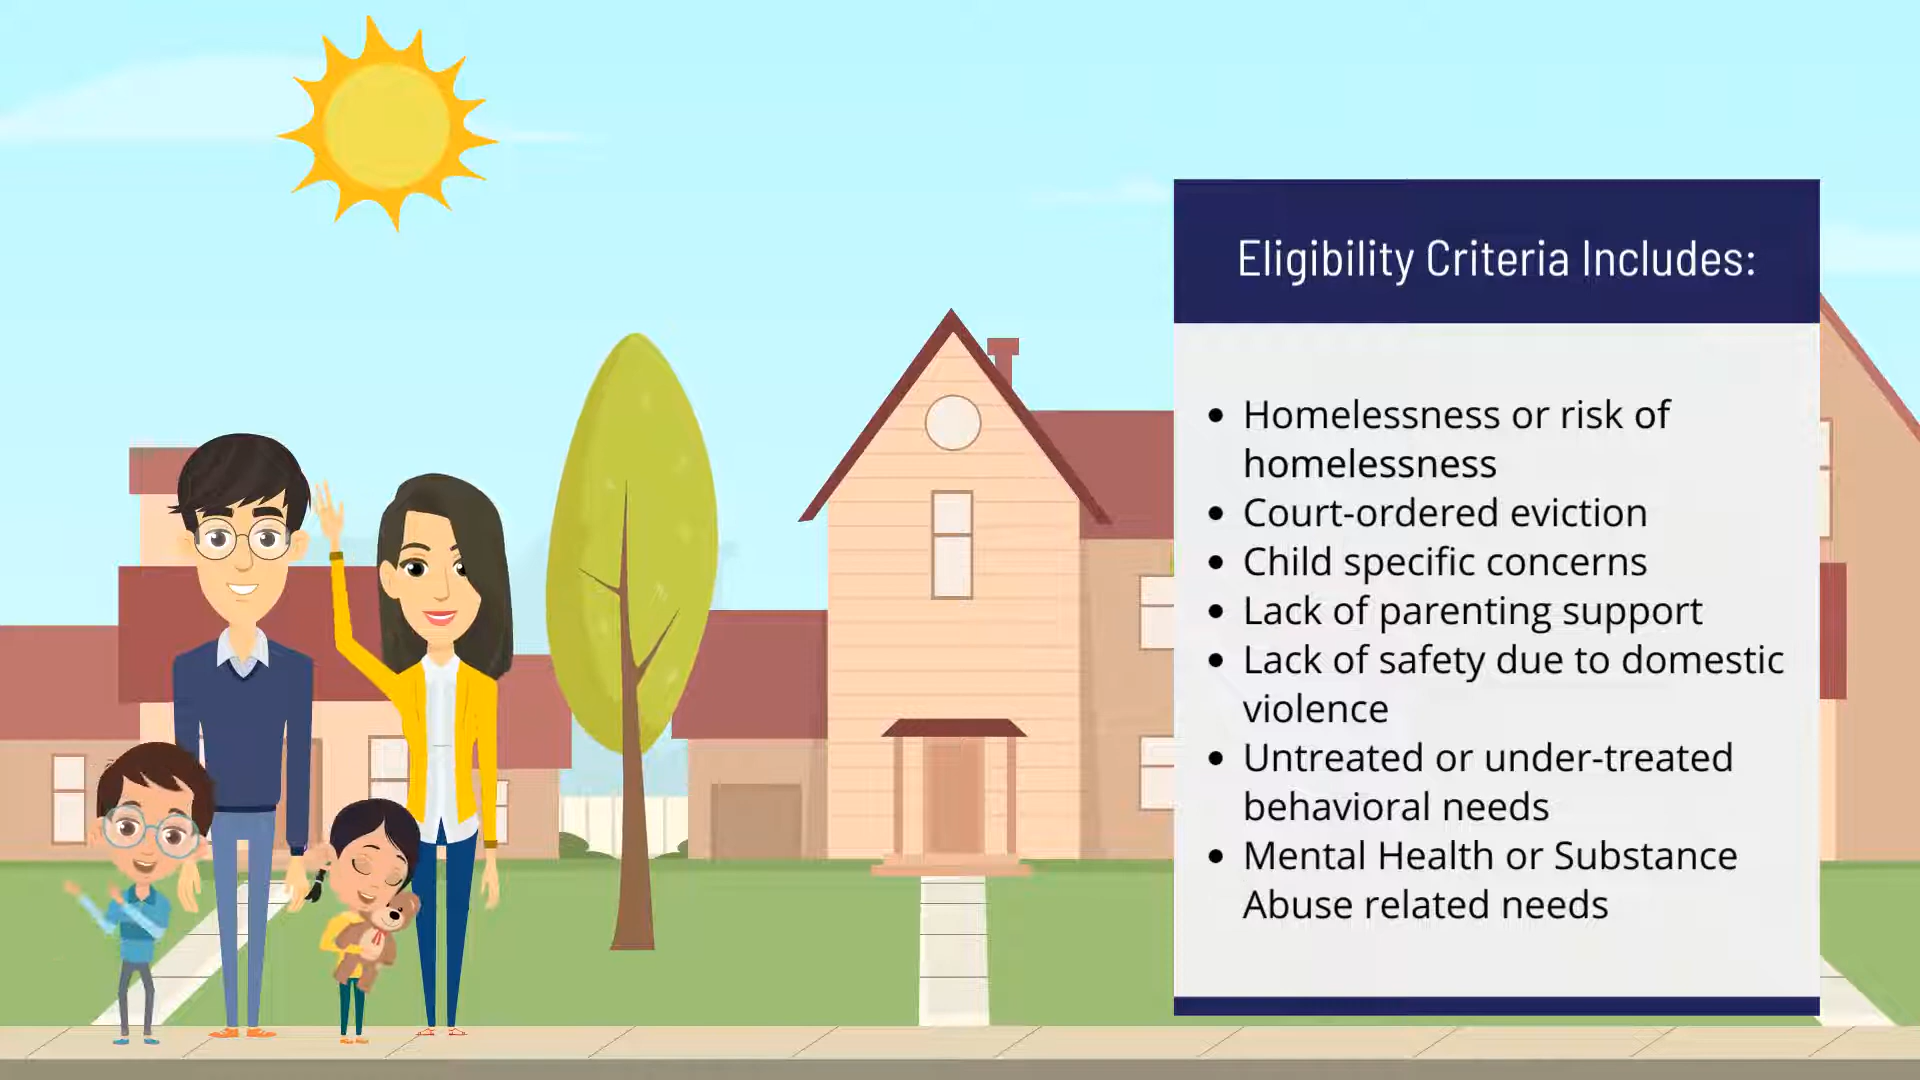 Eligibility Criteria Includes:
• Homelessness or risk of
homelessness
• Court-ordered eviction
• Child specific concerns
• Lack of parenting support
• Lack of safety due to domestic
violence
• Untreated or under-treated
behavioral needs
• Mental Health or Substance
Abuse related needs